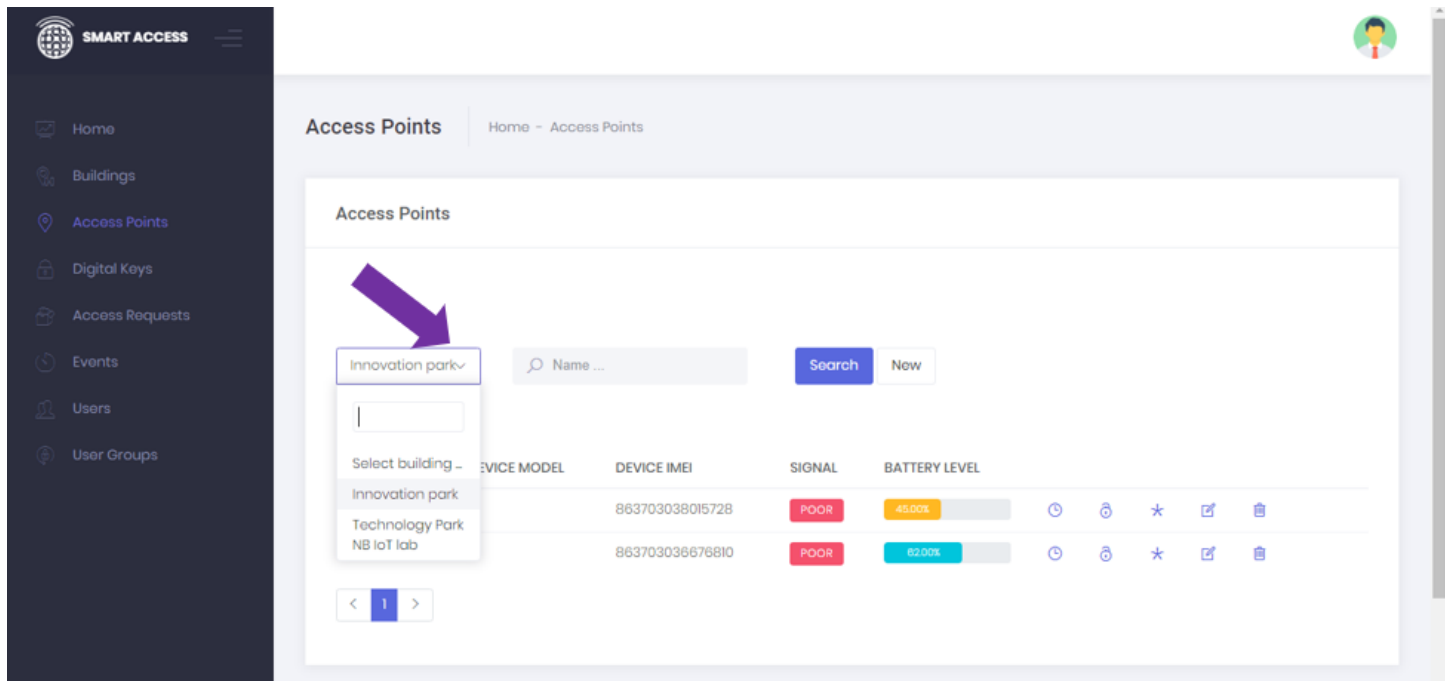 SMART ACCESS
Home
Buildings
Access Points
Digital Keys
Access Requests
Events
Users
User Groups
Access Points
Home - Access Points
Access Points
Innovation park
Name ...
Search
New
Select building ...
Innovation park
Technology Park
NB IoT lab
EVICE MODEL
DEVICE IMEI
SIGNAL
BATTERY LEVEL
863703038015728
POOR
45.00%
863703036676810
POOR
62.00%
1